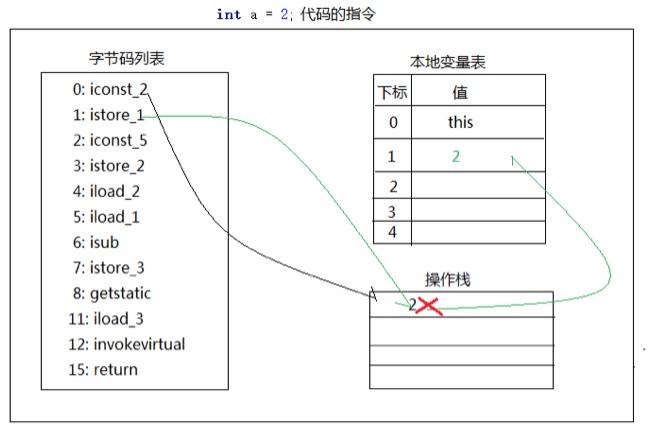 int a = 2; 代码的指令
字节码列表
0: iconst_2
1: istore_1
2: iconst_5
3: istore_2
4: iload_2
5: iload_1
6: isub
7: istore_3
8: getstatic
11: iload_3
12: invokevirtual
15: return
本地变量表
下标 值
0 this
1 2
2
3
4
操作栈
2